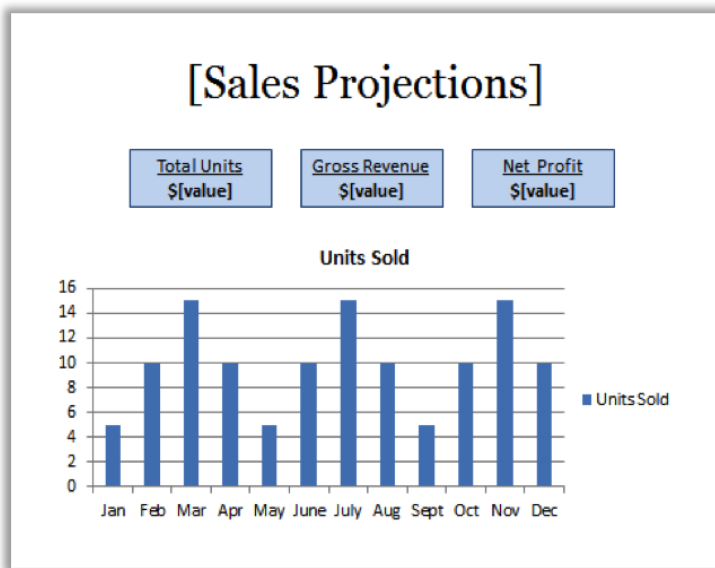 [Sales Projections]
Total Units
$[value]
Gross Revenue
$[value]
Net Profit
$[value]
Units Sold
16
14
12
10
8
6
4
2
0
Jan Feb Mar Apr May June July Aug Sept Oct Nov Dec
Units Sold